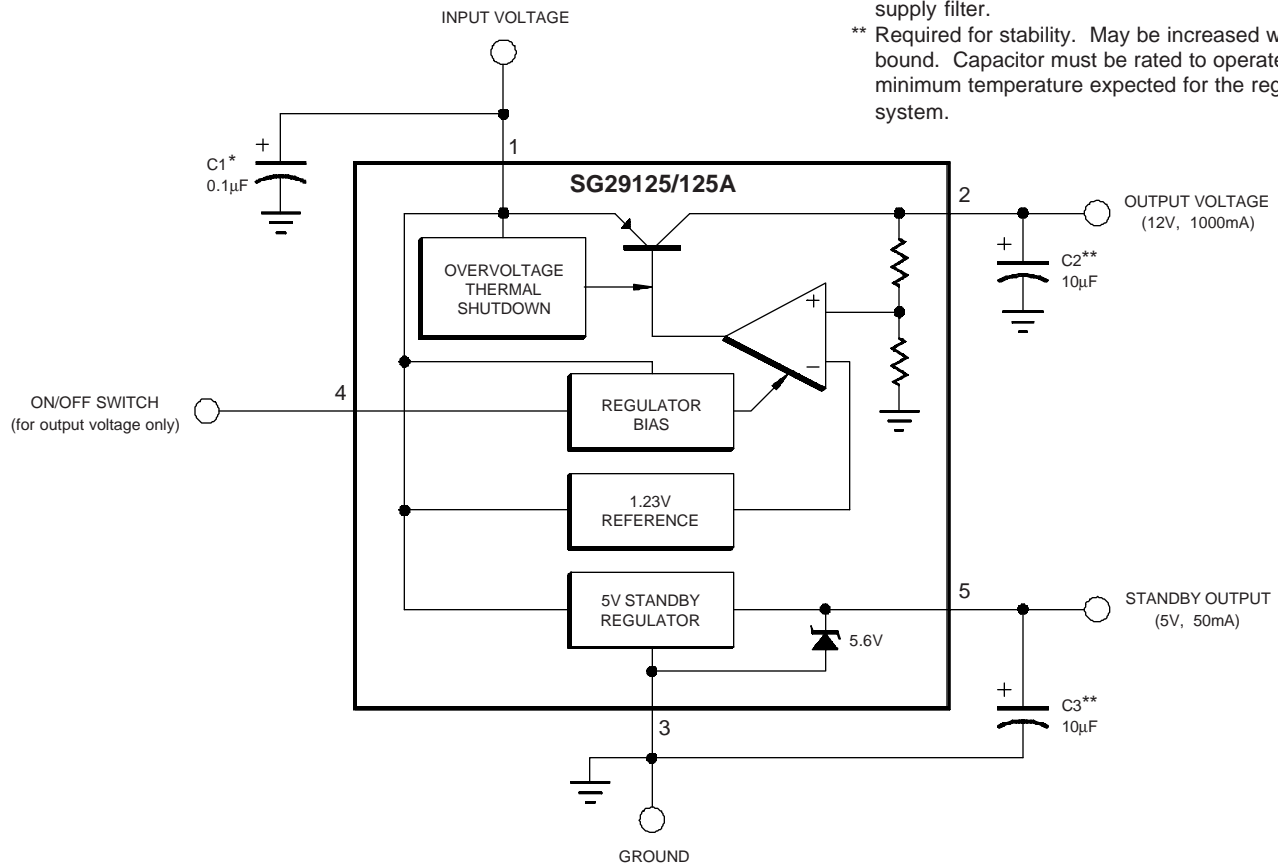 supply filter.
** Required for stability. May be increased
bound. Capacitor must be rated to operate
minimum temperature expected for the
system.
INPUT VOLTAGE
C1*
0.1μF
+
1
SG29125/125A
2
OUTPUT VOLTAGE
(12V, 1000mA)
+
C2**
10μF
OVERVOLTAGE
THERMAL
SHUTDOWN
+
−
ON/OFF SWITCH
(for output voltage only)
4
REGULATOR
BIAS
1.23V
REFERENCE
5V STANDBY
REGULATOR
5.6V
5
STANDBY OUTPUT
(5V, 50mA)
+
C3**
10μF
3
GROUND